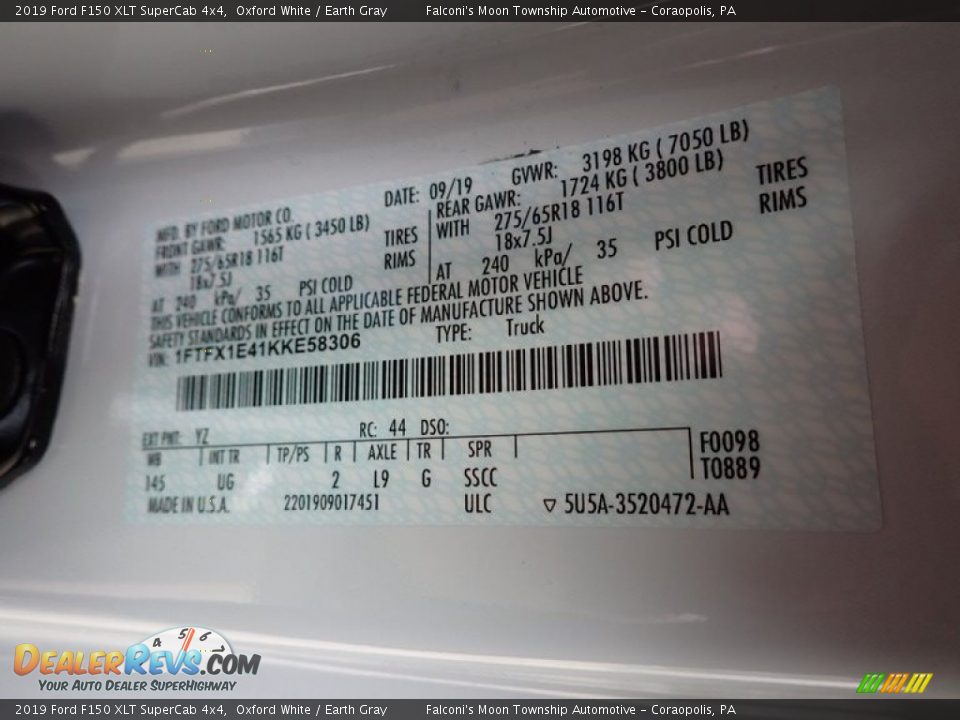 2019 Ford F150 XLT SuperCab 4x4, Oxford White / Earth Gray Falconi's Moon Township Automotive - Coraopolis, PA
MFD. BY FORD MOTOR CO. DATE: 09/19 GVWR: 3198 KG ( 7050 LB)
FRONT GAWR: 1565 KG ( 3450 LB) REAR GAWR: 1724 KG ( 3800 LB)
WITH 275/65R18 116T TIRES WITH 275/65R18 116T TIRES
18x7.5J RIMS 18x7.5J RIMS
AT 240 kPa/ 35 PSI COLD AT 240 kPa/ 35 PSI COLD
THIS VEHICLE CONFORMS TO ALL APPLICABLE FEDERAL MOTOR VEHICLE
SAFETY STANDARDS IN EFFECT ON THE DATE OF MANUFACTURE SHOWN ABOVE.
VIN: 1FTFX1E41KKE58306 TYPE: Truck
EXT PNT: YZ RC: 44 DSO:
WB INT TR TP/PS R AXLE TR SPR F0098
145 UG 2 L9 G SSCC T0889
MADE IN U.S.A. 2201909017451 ULC ▽ 5U5A-3520472-AA
4 5 6
DEALERREVS.COM
YOUR AUTO DEALER SUPERHIGHWAY
2019 Ford F150 XLT SuperCab 4x4, Oxford White / Earth Gray Falconi's Moon Township Automotive - Coraopolis, PA